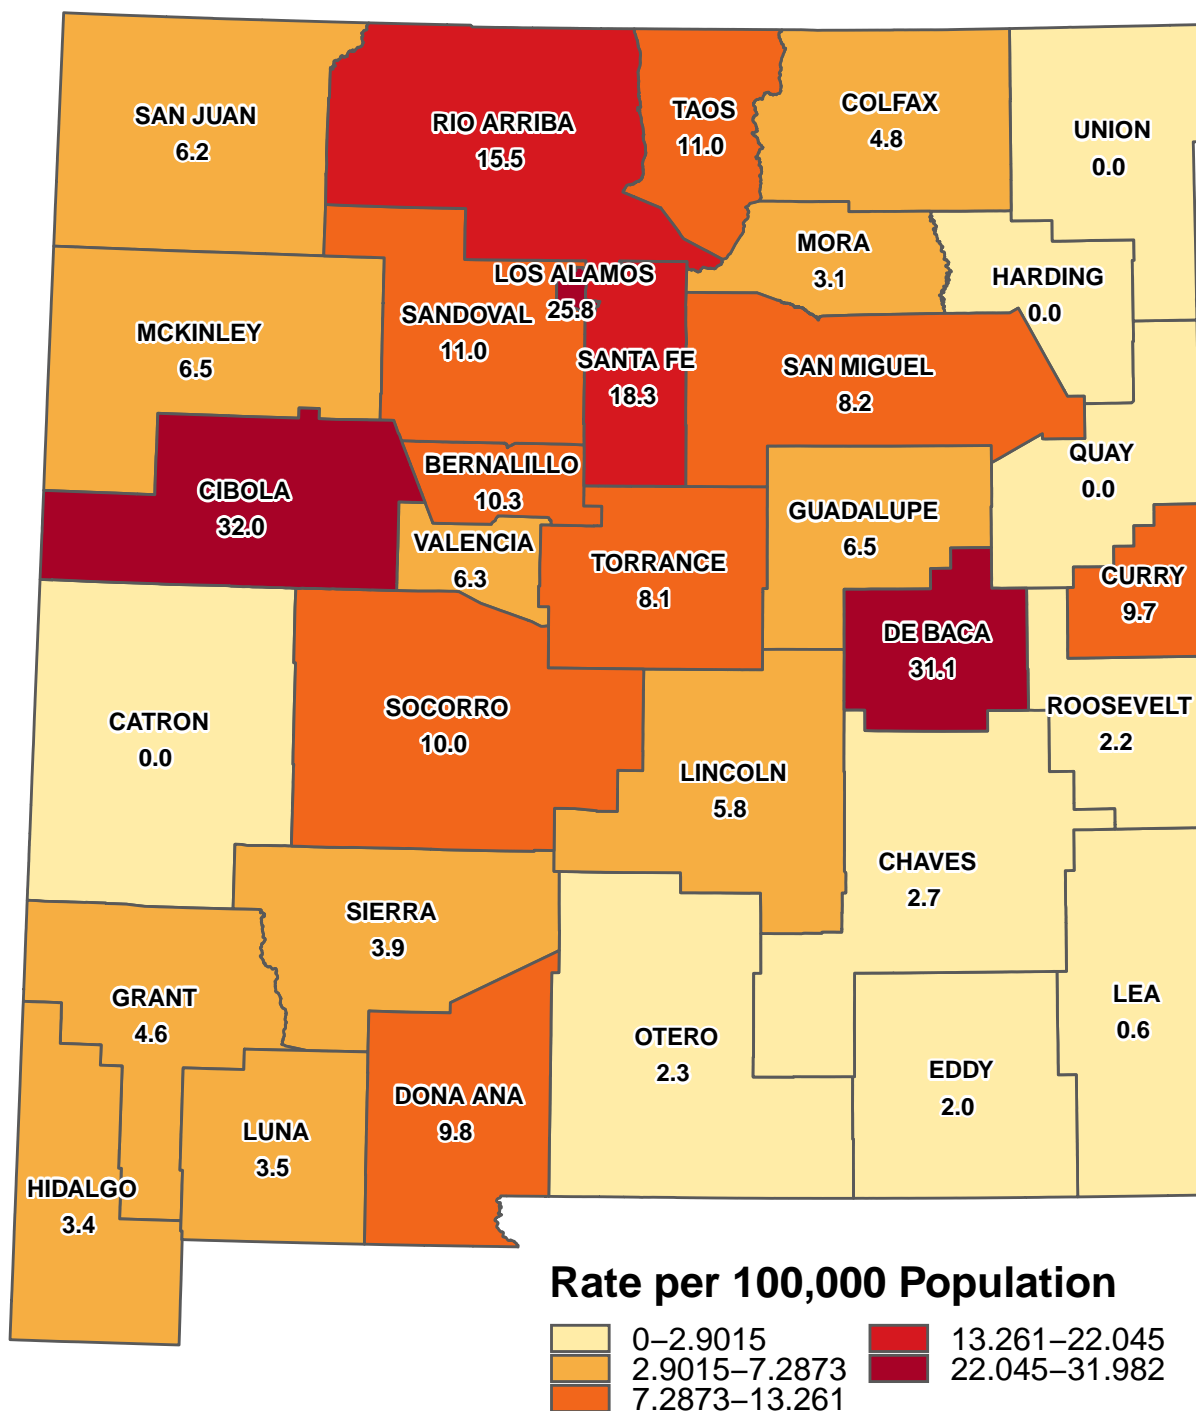 SAN JUAN
6.2
RIO ARRIBA
15.5
TAOS
11.0
COLFAX
4.8
UNION
0.0
MORA
3.1
HARDING
0.0
LOS ALAMOS
25.8
SANDOVAL
11.0
MCKINLEY
6.5
SANTA FE
18.3
SAN MIGUEL
8.2
QUAY
0.0
BERNALILLO
10.3
CIBOLA
32.0
GUADALUPE
6.5
VALENCIA
6.3
TORRANCE
8.1
CURRY
9.7
DE BACA
31.1
CATRON
0.0
SOCORRO
10.0
ROOSEVELT
2.2
LINCOLN
5.8
CHAVES
2.7
SIERRA
3.9
GRANT
4.6
LEA
0.6
OTERO
2.3
EDDY
2.0
DONA ANA
9.8
LUNA
3.5
HIDALGO
3.4
Rate per 100,000 Population
0–2.9015
2.9015–7.2873
7.2873–13.261
13.261–22.045
22.045–31.982